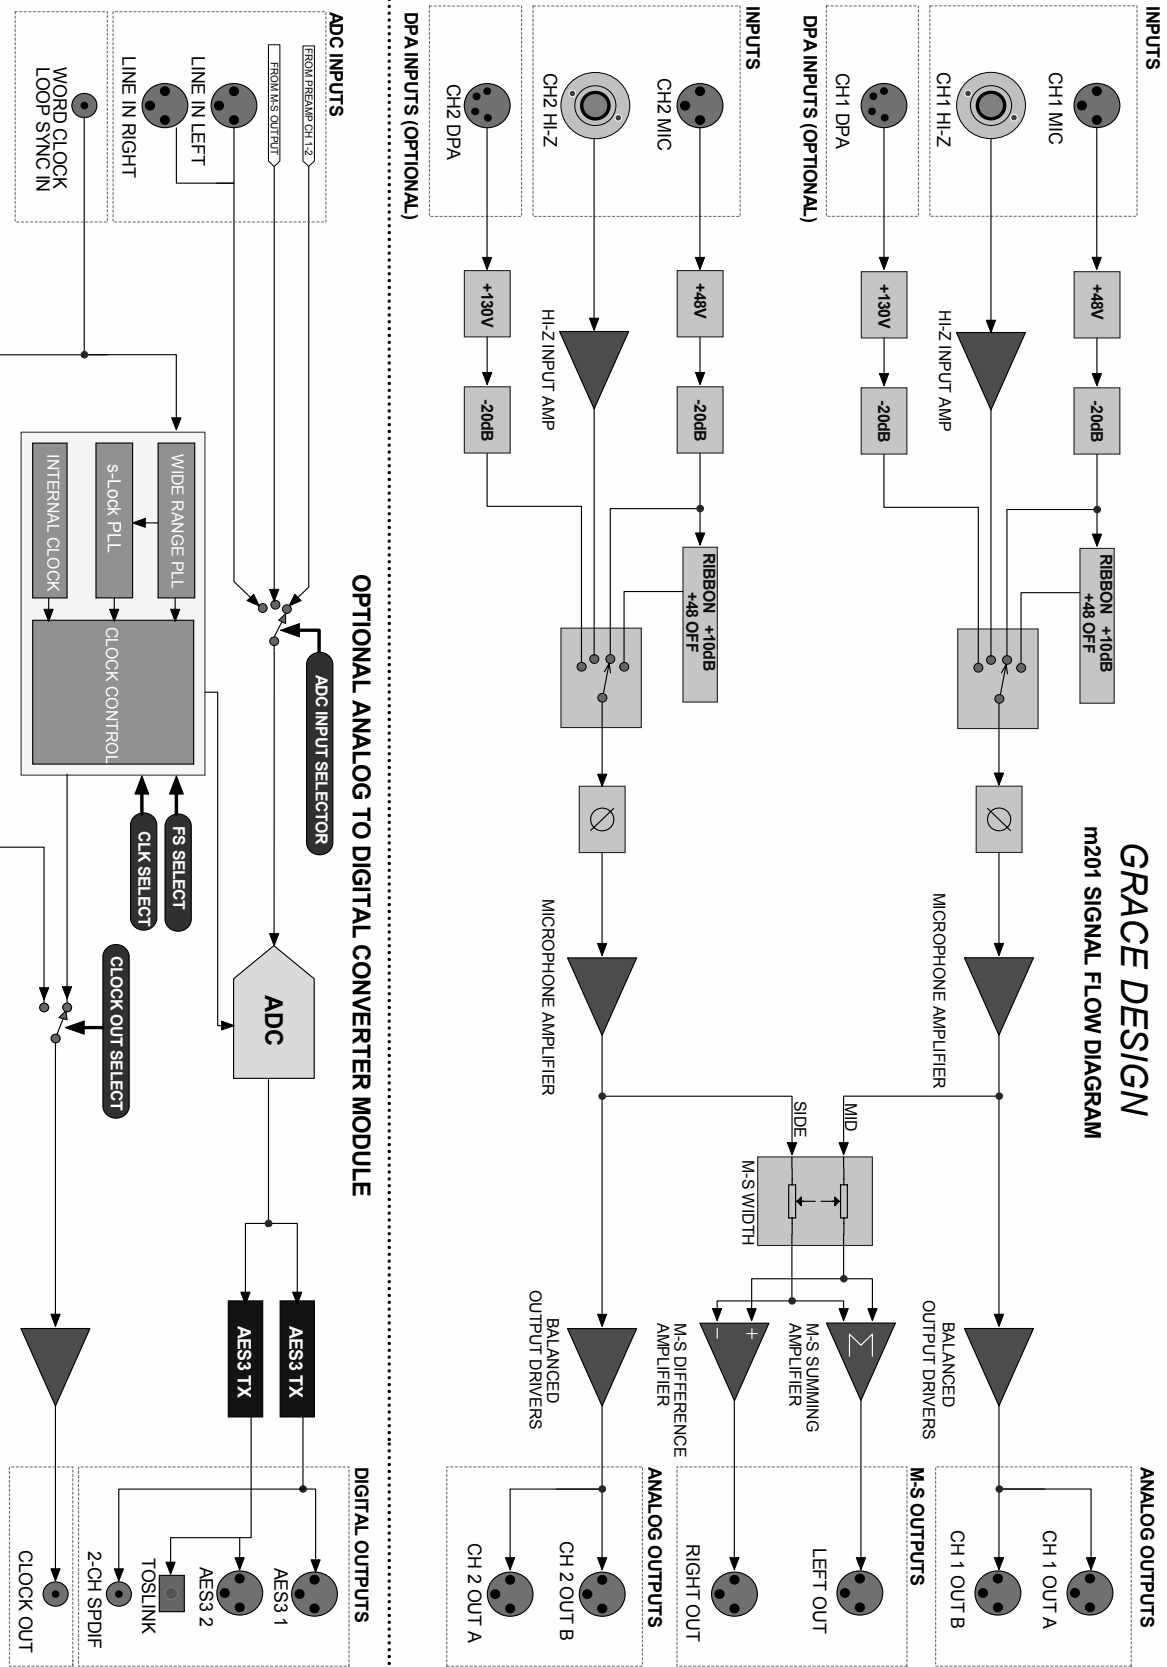 GRACE DESIGN
m201 SIGNAL FLOW DIAGRAM
INPUTS
CH1 MIC
CH1 HI-Z
CH1 DPA
DPA INPUTS (OPTIONAL)
+48V
-20dB
RIBBON +10dB
+48 OFF
HI-Z INPUT AMP
+130V
-20dB
∅
MICROPHONE AMPLIFIER
BALANCED
OUTPUT DRIVERS
ANALOG OUTPUTS
CH 1 OUT A
CH 1 OUT B
MID
SIDE
M-S WIDTH
Σ
M-S SUMMING
AMPLIFIER
+
−
M-S DIFFERENCE
AMPLIFIER
M-S OUTPUTS
LEFT OUT
RIGHT OUT
INPUTS
CH2 MIC
CH2 HI-Z
CH2 DPA
DPA INPUTS (OPTIONAL)
+48V
-20dB
RIBBON +10dB
+48 OFF
HI-Z INPUT AMP
+130V
-20dB
∅
MICROPHONE AMPLIFIER
BALANCED
OUTPUT DRIVERS
ANALOG OUTPUTS
CH 2 OUT B
CH 2 OUT A
OPTIONAL ANALOG TO DIGITAL CONVERTER MODULE
ADC INPUTS
FROM PREAMP CH 1-2
FROM M-S OUTPUT
LINE IN LEFT
LINE IN RIGHT
WORD CLOCK
LOOP SYNC IN
ADC INPUT SELECTOR
WIDE RANGE PLL
s-Lock PLL
INTERNAL CLOCK
CLOCK CONTROL
FS SELECT
CLK SELECT
CLOCK OUT SELECT
ADC
AES3 TX
AES3 TX
DIGITAL OUTPUTS
AES3 1
AES3 2
TOSLINK
2-CH SPDIF
CLOCK OUT